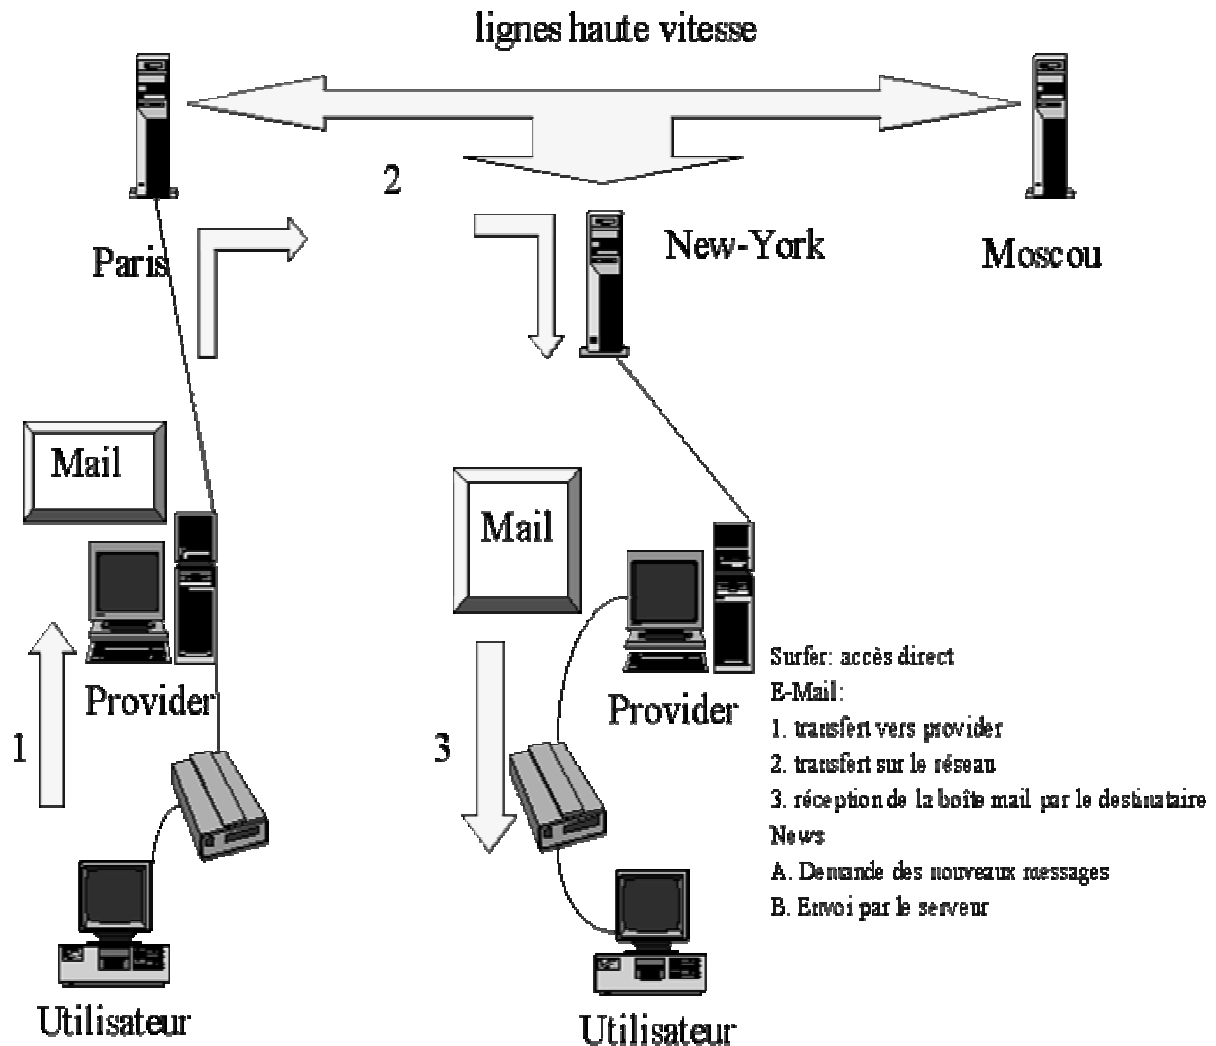 lignes haute vitesse
2
Paris
New-York
Moscou
Mail
Mail
Provider
Provider
1
3
Surfer: accès direct
E-Mail:
1. transfert vers provider
2. transfert sur le réseau
3. réception de la boîte mail par le destinataire
News
A. Demande des nouveaux messages
B. Envoi par le serveur
Utilisateur
Utilisateur